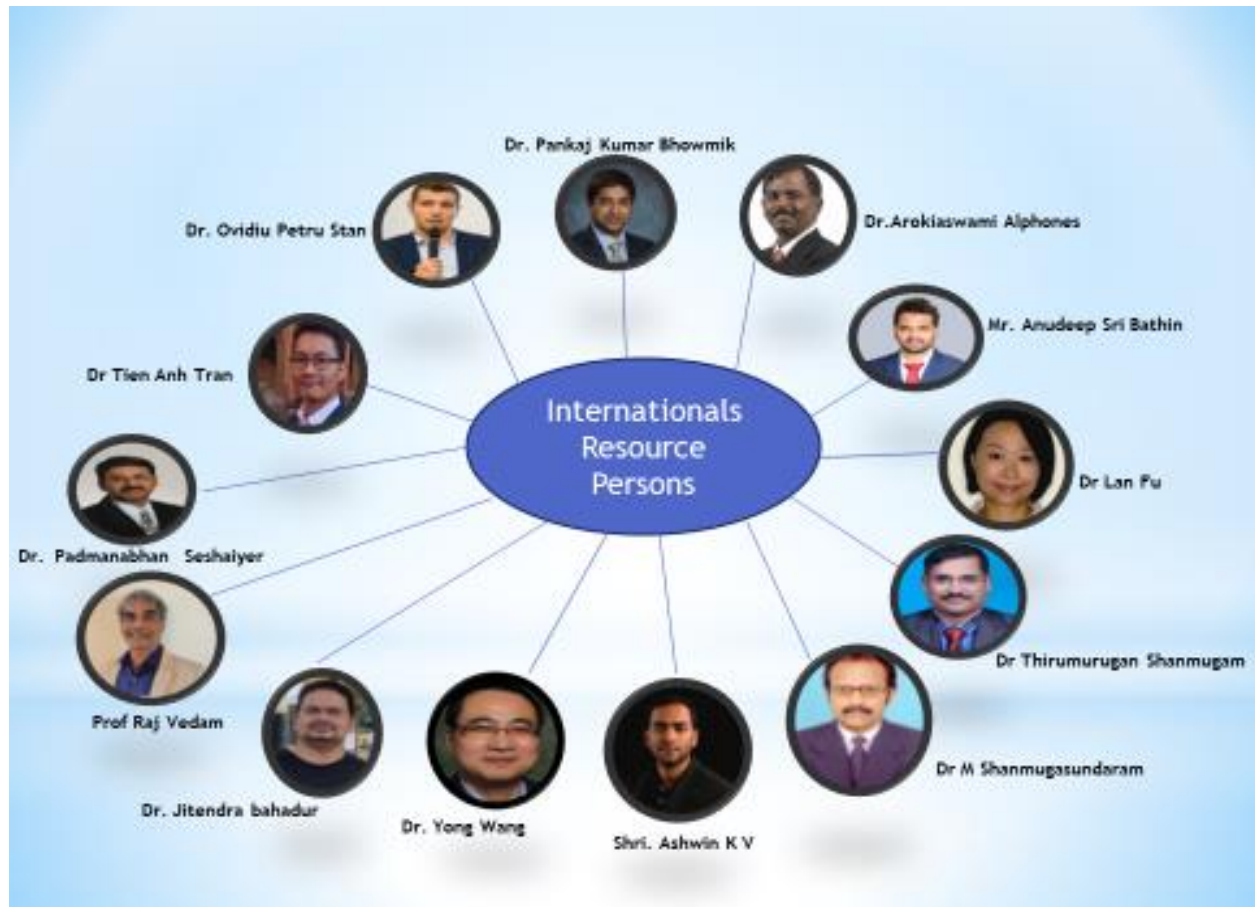 Dr. Pankaj Kumar Bhowmik
Dr.Arokiaswami Alphones
Dr. Ovidiu Petru Stan
Mr. Anudeep Sri Bathin
Dr Tien Anh Tran
Internationals
Resource
Persons
Dr Lan Fu
Dr. Padmanabhan Seshaiyer
Dr Thirumurugan Shanmugam
Prof Raj Vedam
Dr M Shanmugasundaram
Dr. Jitendra bahadur
Dr. Yong Wang
Shri. Ashwin K V